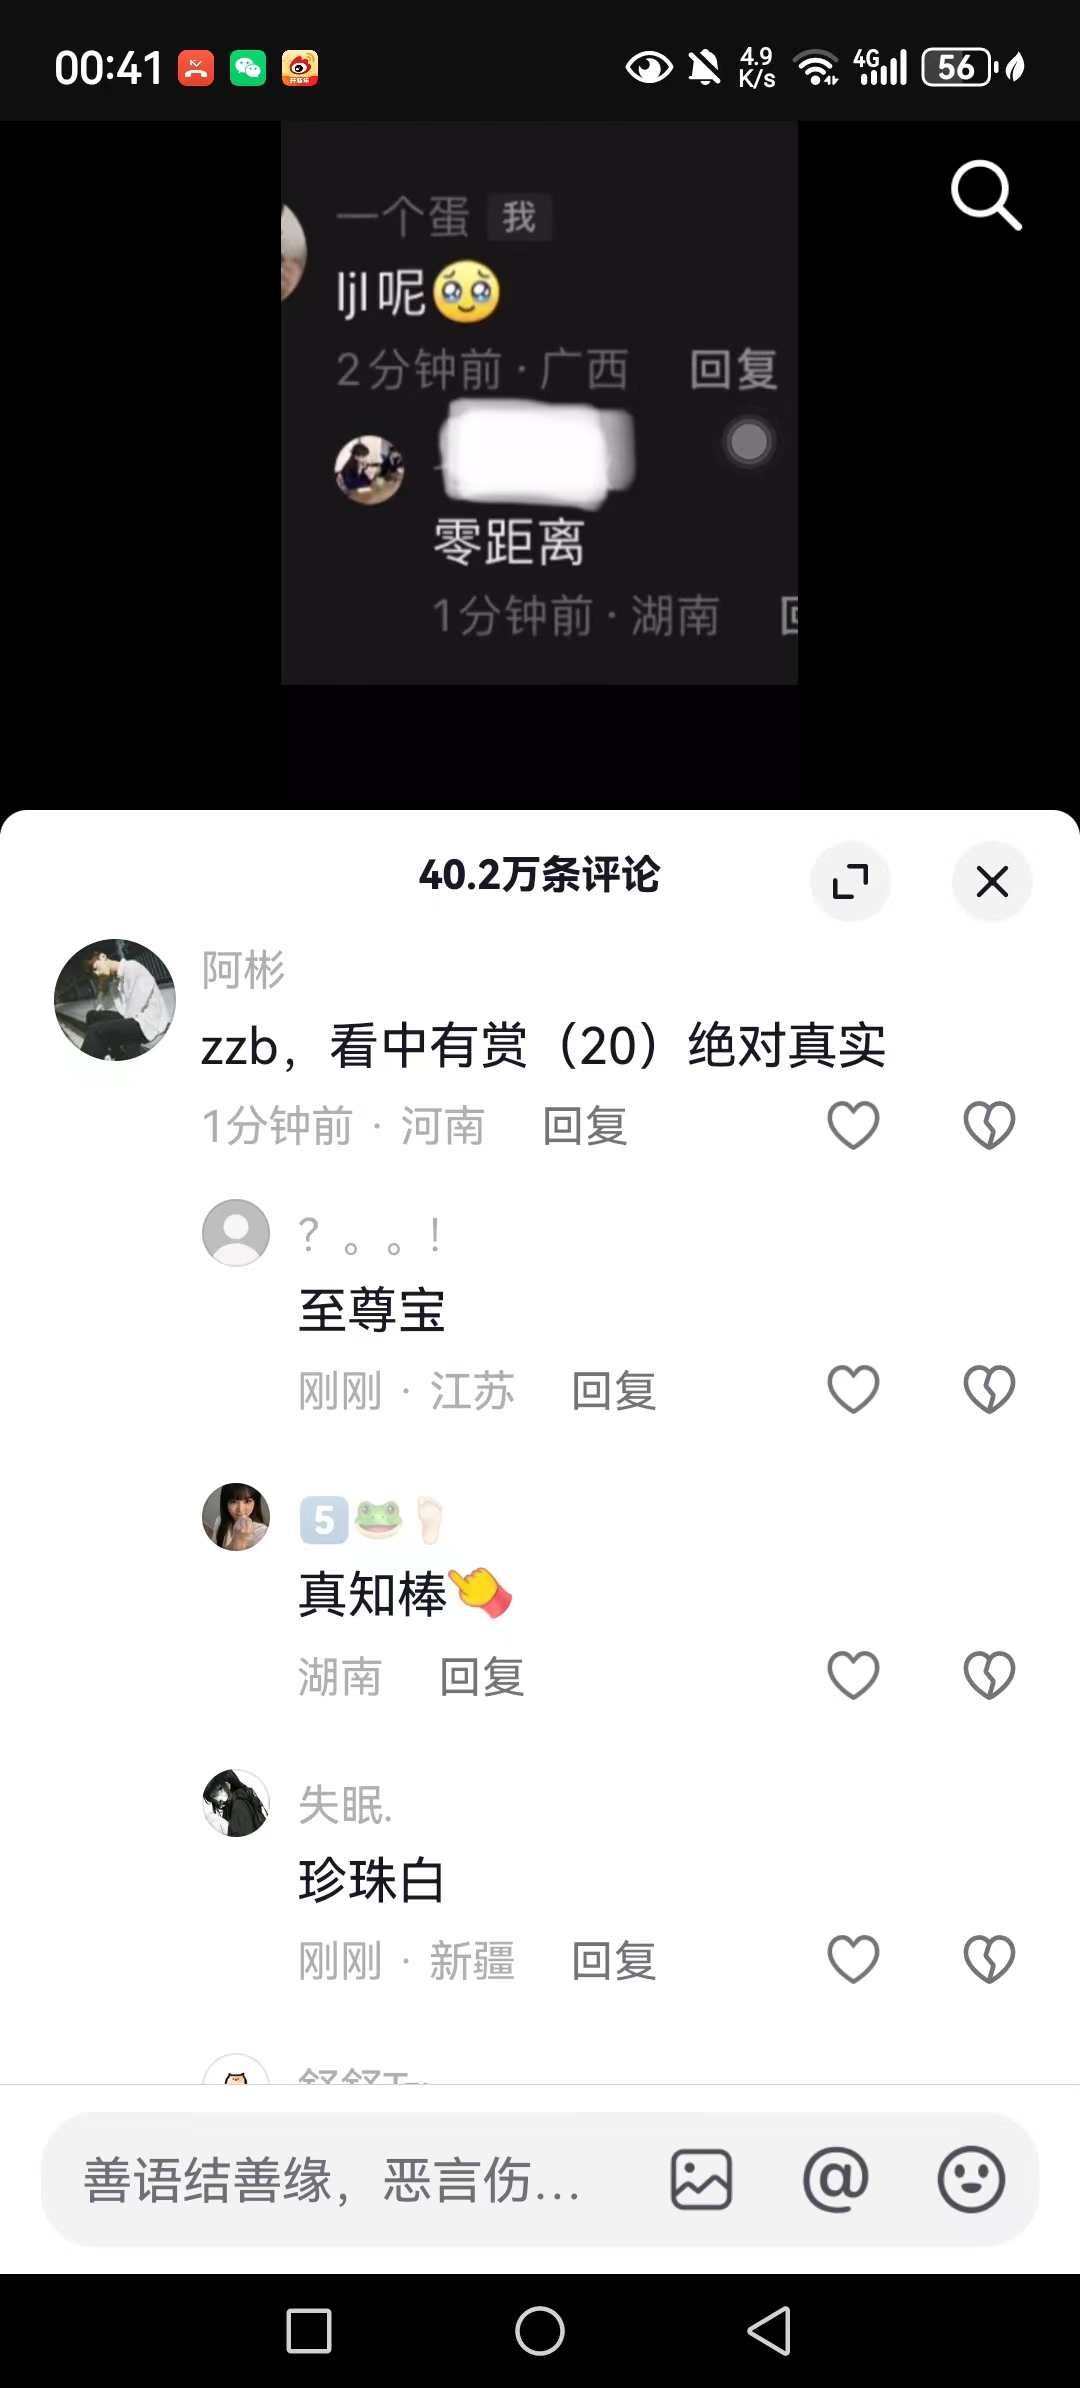 00:41
4.9
K/s
4G
56
一个蛋 我
ljl呢🥹
2分钟前 · 广西 回复
零距离
1分钟前 · 湖南
40.2万条评论
阿彬
zzb，看中有赏（20）绝对真实
1分钟前 · 河南 回复
？。。！
至尊宝
刚刚 · 江苏 回复
5️⃣🐸🦶
真知棒👈
湖南 回复
失眠.
珍珠白
刚刚 · 新疆 回复
善语结善缘，恶言伤...